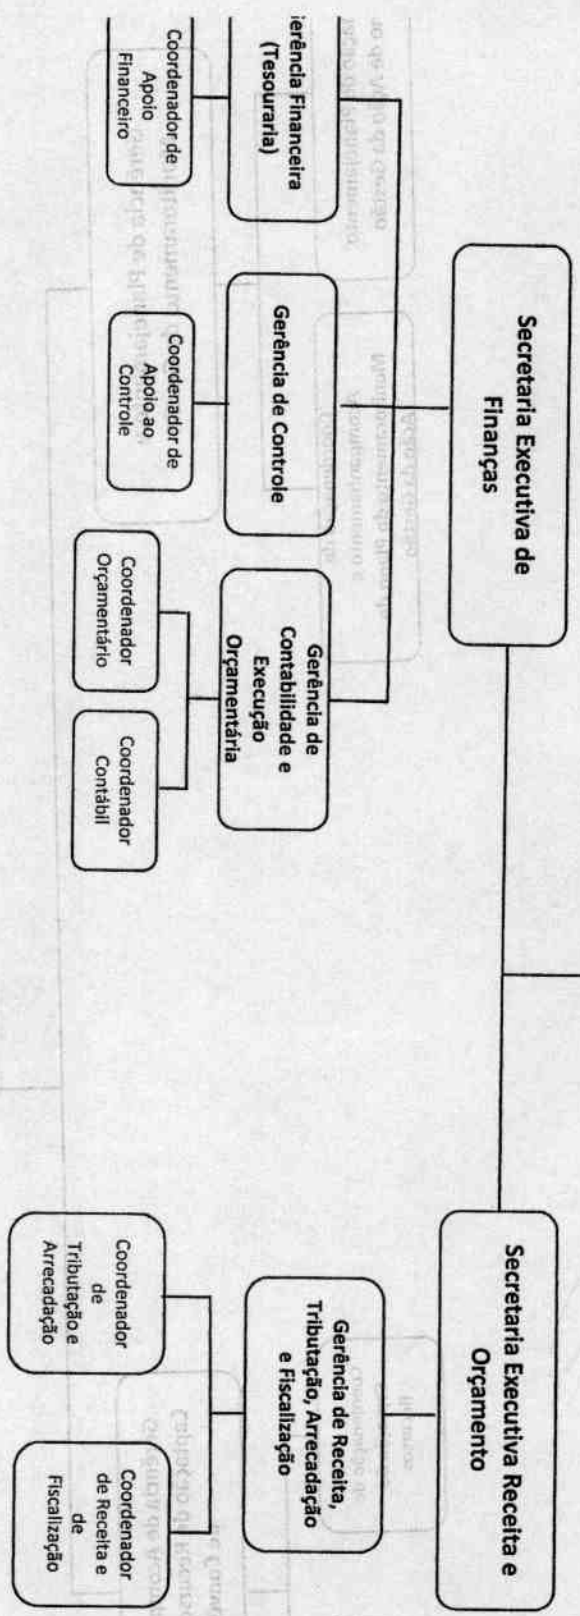 Secretaria Executiva de
Finanças
Secretaria Executiva Receita e
Orçamento
ierência Financeira
(Tesouraria)
Gerência de Controle
Gerência de
Contabilidade e
Execução
Orçamentária
Gerência de Receita,
Tributação, Arrecadação
e Fiscalização
Coordenador de
Apoio
Financeiro
Coordenador de
Apoio ao
Controle
Coordenador
Orçamentário
Coordenador
Contábil
Coordenador
de
Tributação e
Arrecadação
Coordenador
de Receita e
de
Fiscalização